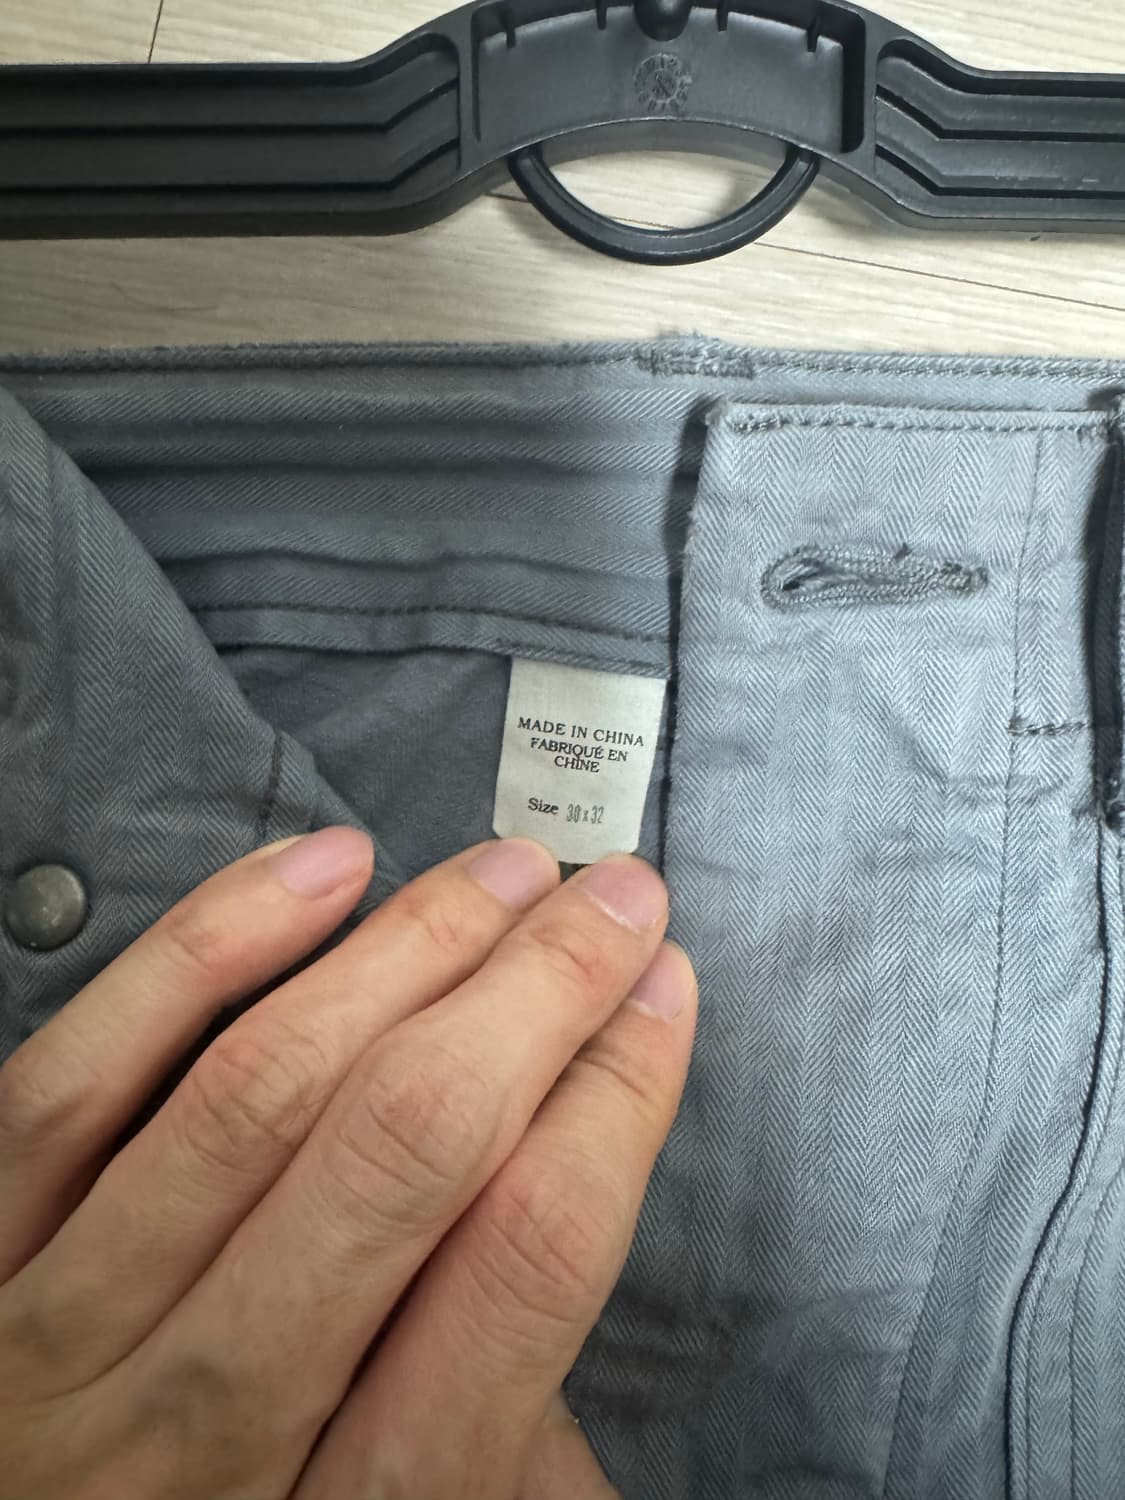 MADE IN CHINA
FABRIQUÉ EN
CHINE
Size 30 x 32